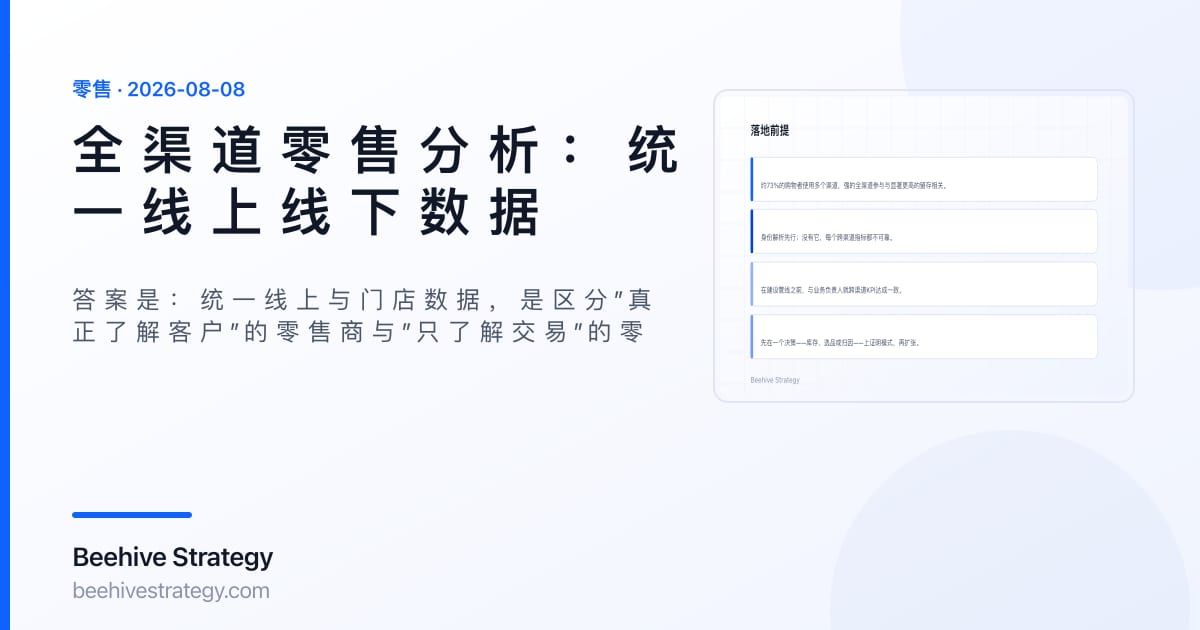 零售 · 2026-08-08
全渠道零售分析：统
一线上线下数据
答案是：统一线上与门店数据，是区分"真
正了解客户"的零售商与"只了解交易"的零
Beehive Strategy
beehivestrategy.com
落地前提
约73%的购物者使用多个渠道，强的全渠道参与与显著更高的留存相关。
身份解析先行；没有它，每个跨渠道指标都不可靠。
在建设管线之前，与业务负责人就跨渠道KPI达成一致。
先在一个决策——库存、选品或归因——上证明模式，再扩张。
Beehive Strategy